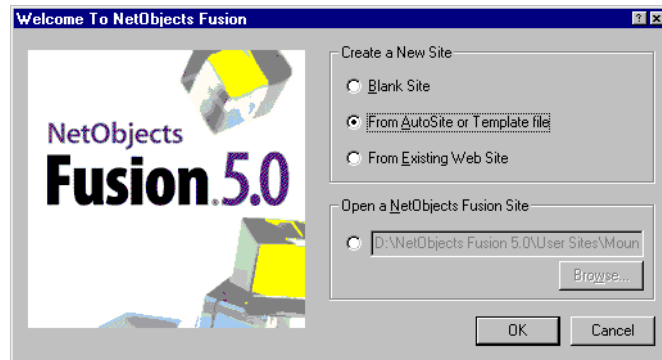 Welcome To NetObjects Fusion
NetObjects
Fusion 5.0
Create a New Site
Blank Site
From AutoSite or Template file
From Existing Web Site
Open a NetObjects Fusion Site
D:\NetObjects Fusion 5.0\User Sites\Moun
Browse...
OK
Cancel